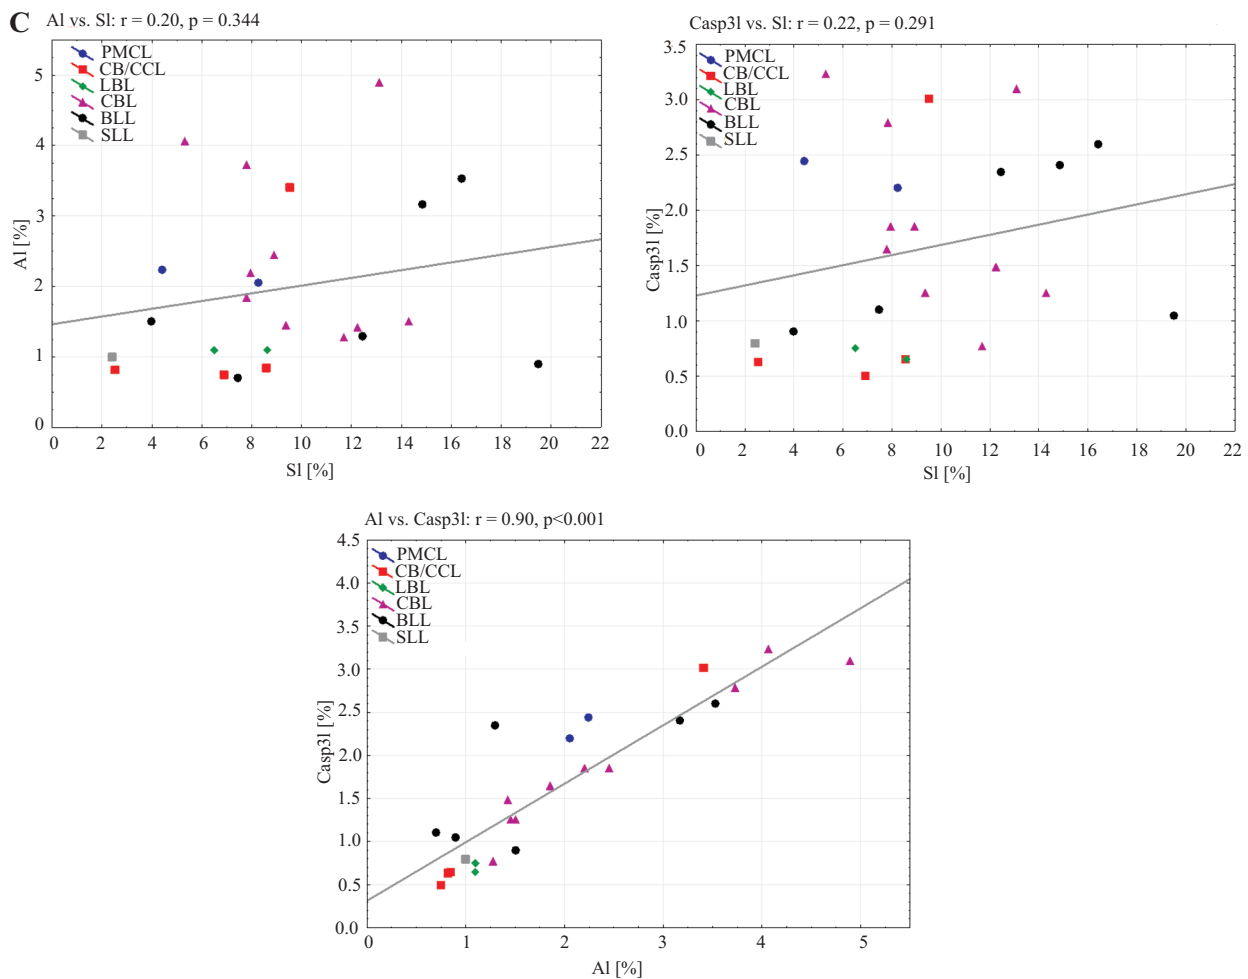 C
Al vs. Sl: r = 0.20, p = 0.344
PMCL
CB/CCL
LBL
CBL
BLL
SLL
5
4
3
2
1
0
Al [%]
0 2 4 6 8 10 12 14 16 18 20 22
Sl [%]
Casp3l vs. Sl: r = 0.22, p = 0.291
PMCL
CB/CCL
LBL
CBL
BLL
SLL
3.5
3.0
2.5
2.0
1.5
1.0
0.5
0.0
Casp3l [%]
0 2 4 6 8 10 12 14 16 18 20 22
Sl [%]
Al vs. Casp3l: r = 0.90, p<0.001
PMCL
CB/CCL
LBL
CBL
BLL
SLL
4.5
4.0
3.5
3.0
2.5
2.0
1.5
1.0
0.5
0.0
Casp3l [%]
0 1 2 3 4 5
Al [%]